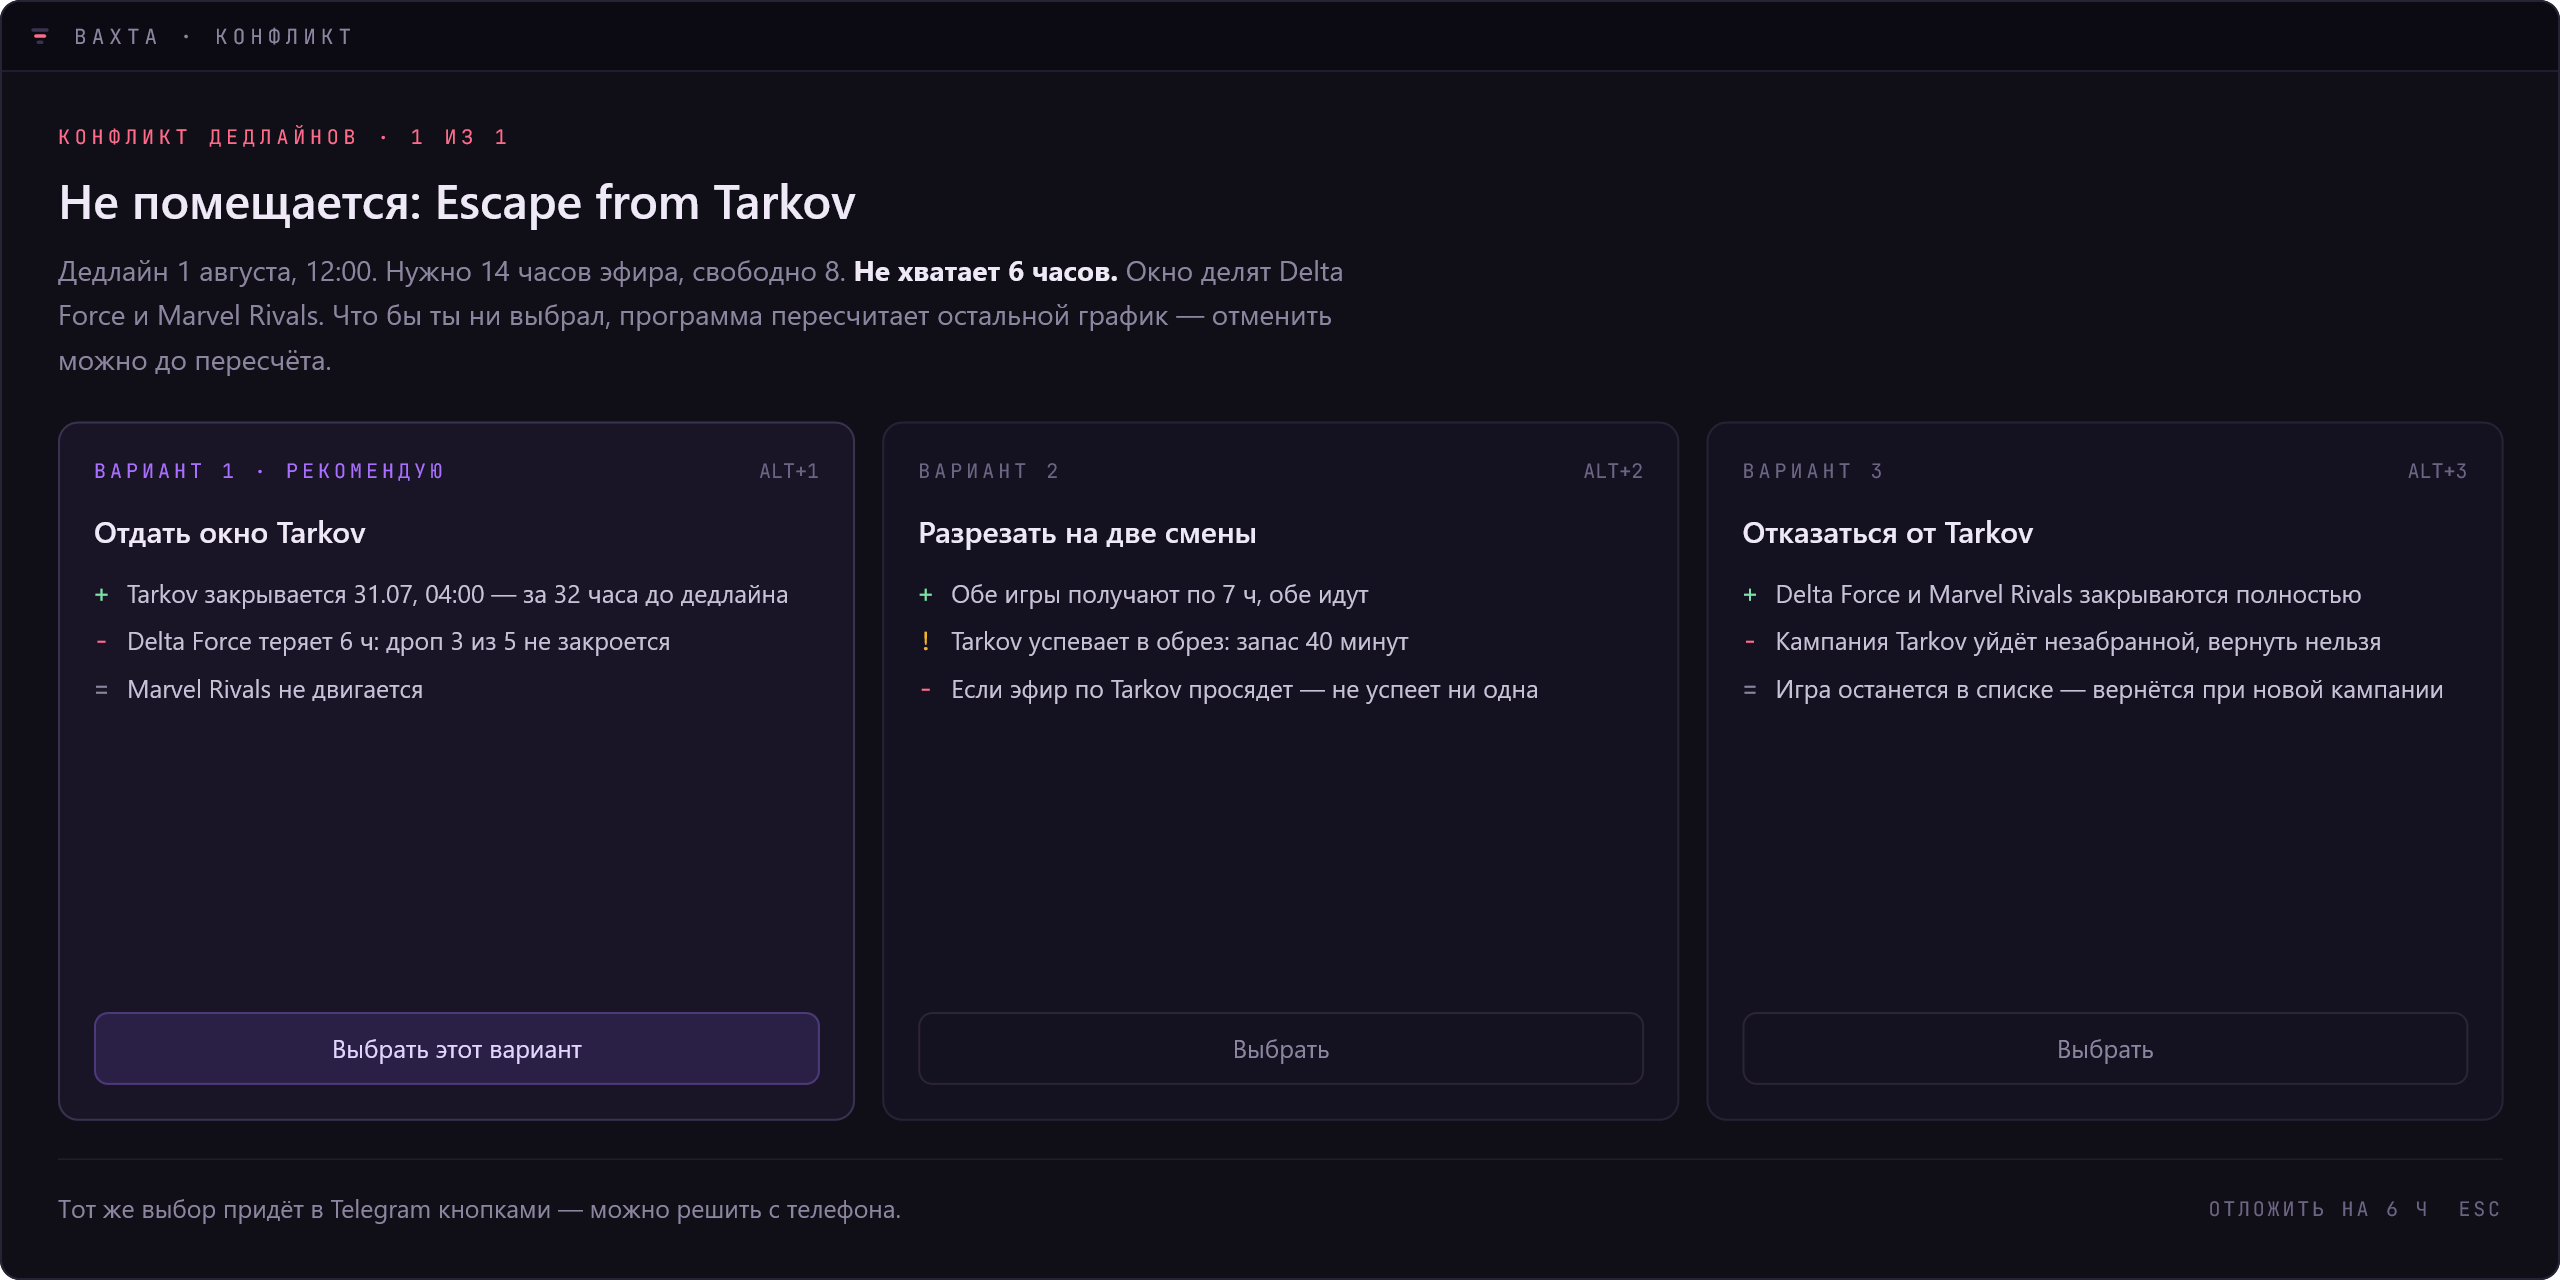 ВАХТА · КОНФЛИКТ
КОНФЛИКТ ДЕДЛАЙНОВ · 1 ИЗ 1
Не помещается: Escape from Tarkov
Дедлайн 1 августа, 12:00. Нужно 14 часов эфира, свободно 8. Не хватает 6 часов. Окно делят Delta
Force и Marvel Rivals. Что бы ты ни выбрал, программа пересчитает остальной график — отменить
можно до пересчёта.
ВАРИАНТ 1 · РЕКОМЕНДУЮ ALT+1
Отдать окно Tarkov
+ Tarkov закрывается 31.07, 04:00 — за 32 часа до дедлайна
- Delta Force теряет 6 ч: дроп 3 из 5 не закроется
= Marvel Rivals не двигается
Выбрать этот вариант
ВАРИАНТ 2 ALT+2
Разрезать на две смены
+ Обе игры получают по 7 ч, обе идут
! Tarkov успевает в обрез: запас 40 минут
- Если эфир по Tarkov просядет — не успеет ни одна
Выбрать
ВАРИАНТ 3 ALT+3
Отказаться от Tarkov
+ Delta Force и Marvel Rivals закрываются полностью
- Кампания Tarkov уйдёт незабранной, вернуть нельзя
= Игра останется в списке — вернётся при новой кампании
Выбрать
Тот же выбор придёт в Telegram кнопками — можно решить с телефона.
ОТЛОЖИТЬ НА 6 Ч ESC